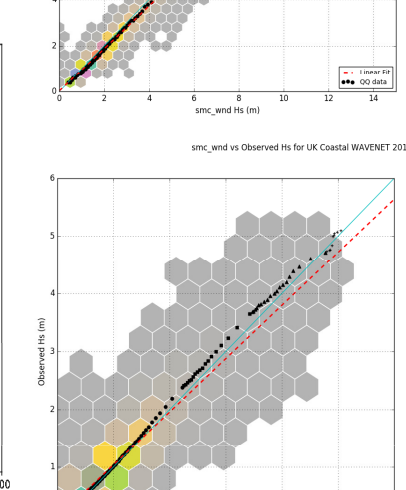 4
2
0
0 2 4 6 8 10 12 14
smc_wnd Hs (m)
Linear Fit
QQ data
smc_wnd vs Observed Hs for UK Coastal WAVENET 201
6
5
4
3
2
1
Observed Hs (m)
00